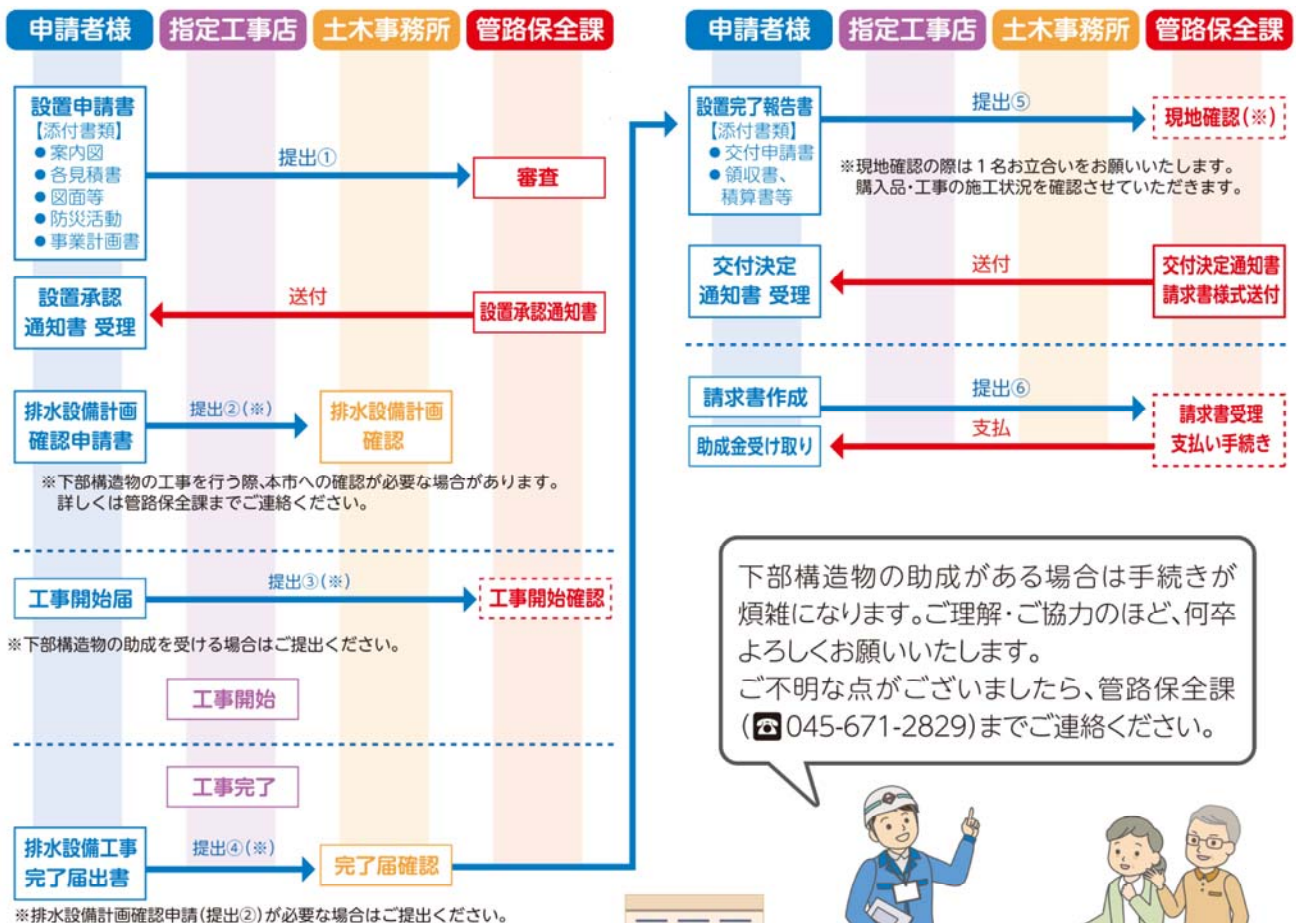 申請者様
指定工事店
土木事務所
管路保全課
設置申請書
【添付書類】
●案内図
●各見積書
●図面等
●防災活動
●事業計画書
提出①
審査
設置承認
通知書 受理
送付
設置承認通知書
排水設備計画
確認申請書
提出②(※)
排水設備計画
確認
※下部構造物の工事を行う際、本市への確認が必要な場合があります。
詳しくは管路保全課までご連絡ください。
工事開始届
提出③(※)
工事開始確認
※下部構造物の助成を受ける場合はご提出ください。
工事開始
工事完了
排水設備工事
完了届出書
提出④(※)
完了届確認
※排水設備計画確認申請(提出②)が必要な場合はご提出ください。
申請者様
指定工事店
土木事務所
管路保全課
設置完了報告書
【添付書類】
●交付申請書
●領収書、
積算書等
提出⑤
現地確認(※)
※現地確認の際は1名お立合いをお願いいたします。
購入品・工事の施工状況を確認させていただきます。
交付決定
通知書 受理
送付
交付決定通知書
請求書様式送付
請求書作成
提出⑥
請求書受理
支払い手続き
助成金受け取り
支払
下部構造物の助成がある場合は手続きが
煩雑になります。ご理解・ご協力のほど、何卒
よろしくお願いいたします。
ご不明な点がございましたら、管路保全課
(☎045-671-2829)までご連絡ください。